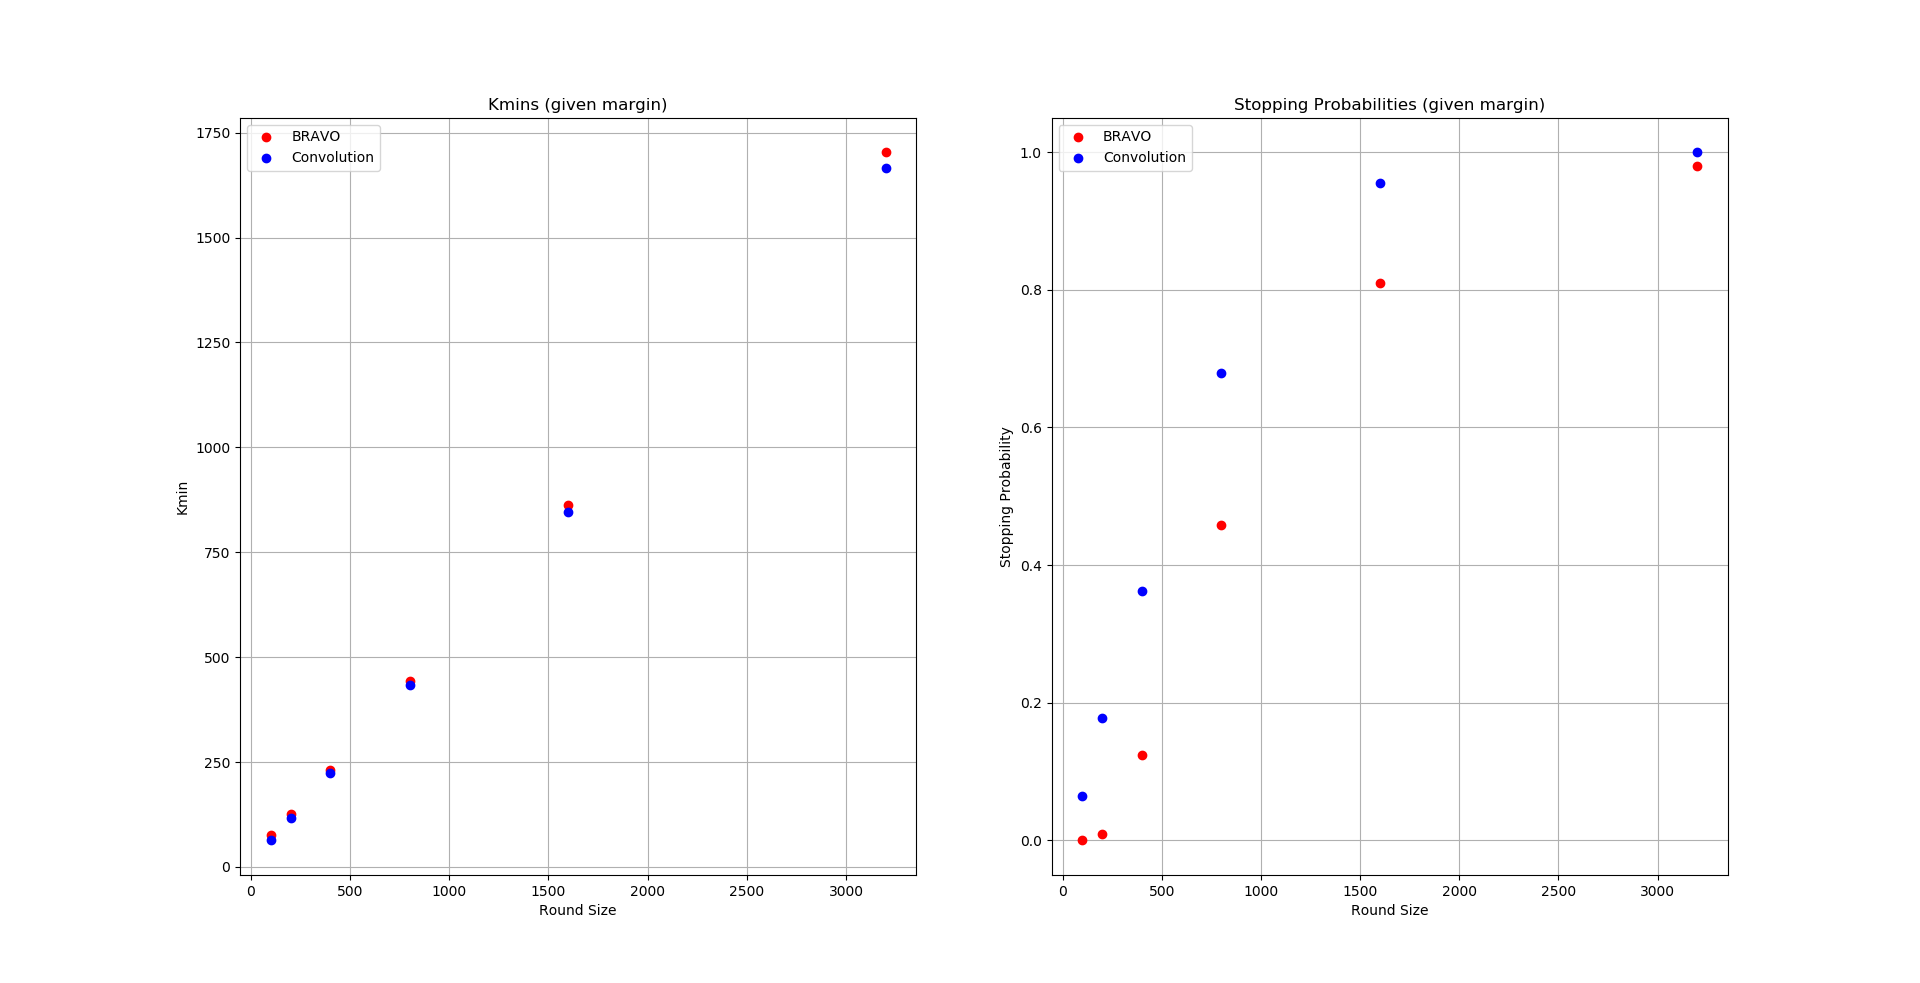 Kmins (given margin)
BRAVO
Convolution
1750
1500
1250
1000
750
500
250
0
Kmin
0 500 1000 1500 2000 2500 3000
Round Size
Stopping Probabilities (given margin)
BRAVO
Convolution
1.0
0.8
0.6
0.4
0.2
0.0
Stopping Probability
0 500 1000 1500 2000 2500 3000
Round Size